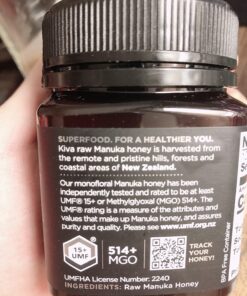 SUPERFOOD. FOR A HEALTHIER YOU.
Kiva raw Manuka honey is harvested from
the remote and pristine hills, forests and
coastal areas of New Zealand.
Our monofloral Manuka honey has been
independently tested and rated to be at least
UMF® 15+ or Methylglyoxal (MGO) 514+. The
UMF® rating is a measure of the attributes and
values that make up Manuka honey, and assures
purity and quality. Please see www.umf.org.nz
15+
UMF
514+
MGO
TRACK
YOUR
HONEY!
UMFHA License Number: 2240
INGREDIENTS: Raw Manuka Honey
BPA Free Container